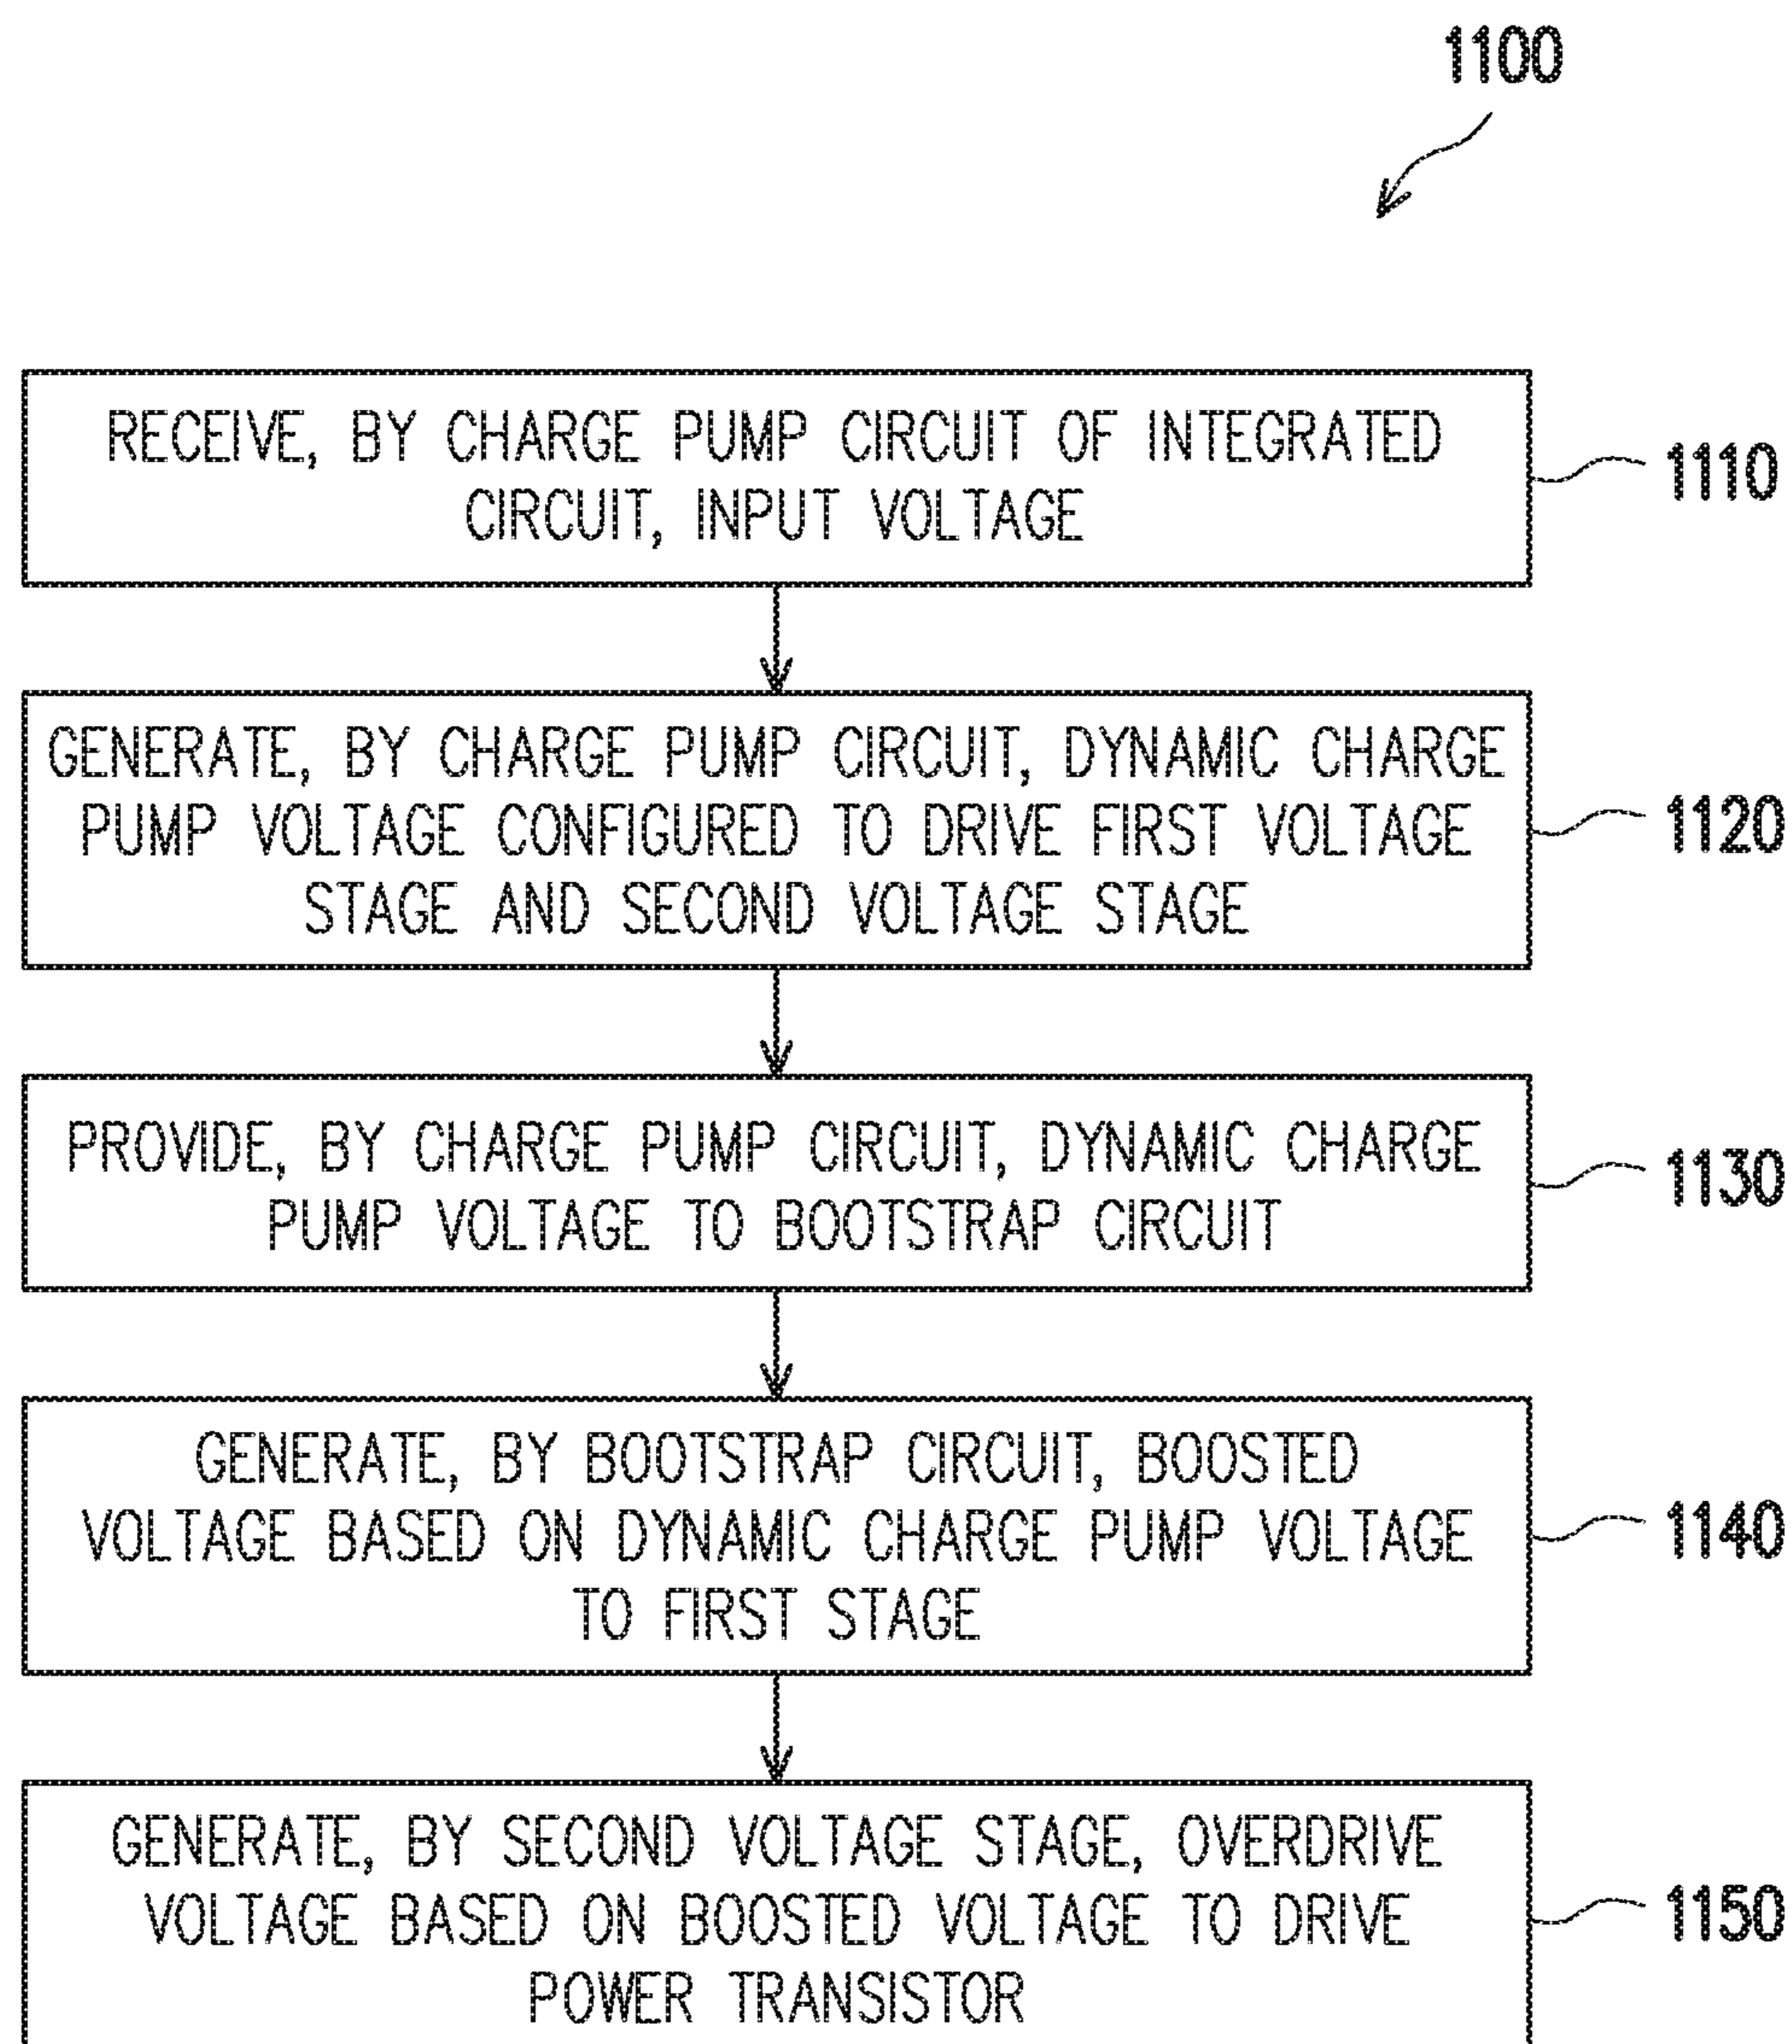 1100
RECEIVE, BY CHARGE PUMP CIRCUIT OF INTEGRATED
CIRCUIT, INPUT VOLTAGE
1110
GENERATE, BY CHARGE PUMP CIRCUIT, DYNAMIC CHARGE
PUMP VOLTAGE CONFIGURED TO DRIVE FIRST VOLTAGE
STAGE AND SECOND VOLTAGE STAGE
1120
PROVIDE, BY CHARGE PUMP CIRCUIT, DYNAMIC CHARGE
PUMP VOLTAGE TO BOOTSTRAP CIRCUIT
1130
GENERATE, BY BOOTSTRAP CIRCUIT, BOOSTED
VOLTAGE BASED ON DYNAMIC CHARGE PUMP VOLTAGE
TO FIRST STAGE
1140
GENERATE, BY SECOND VOLTAGE STAGE, OVERDRIVE
VOLTAGE BASED ON BOOSTED VOLTAGE TO DRIVE
POWER TRANSISTOR
1150